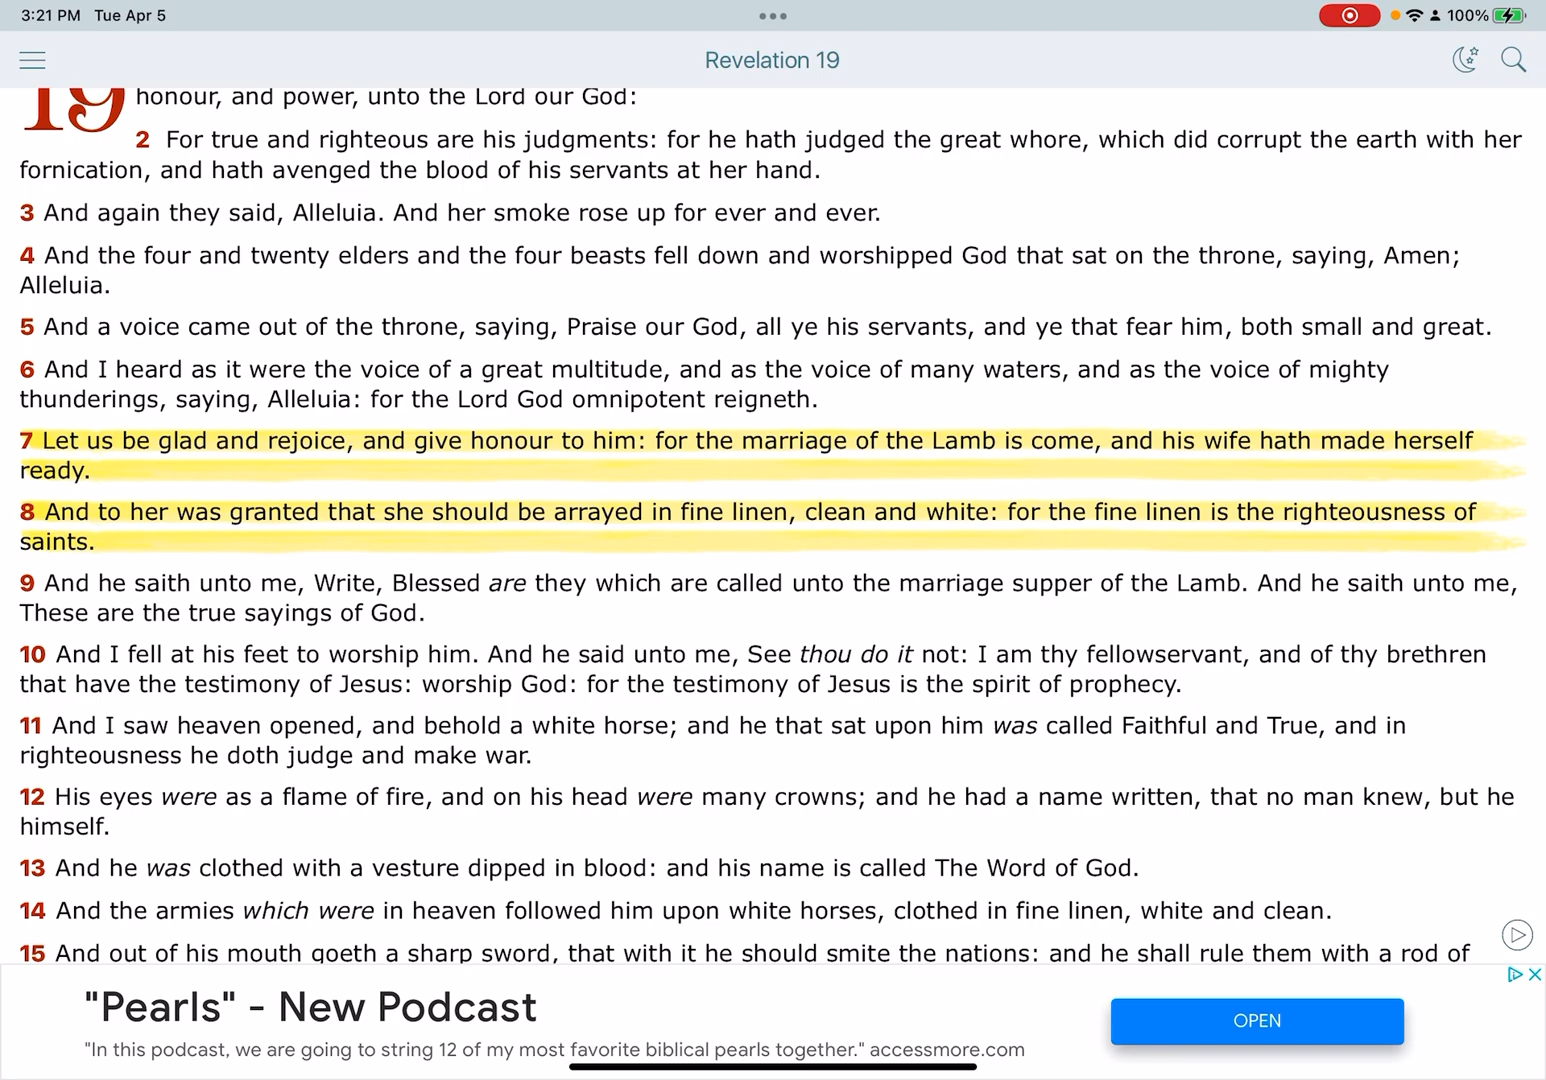 3:21 PM Tue Apr 5
100%
Revelation 19
19 honour, and power, unto the Lord our God:
2 For true and righteous are his judgments: for he hath judged the great whore, which did corrupt the earth with her
fornication, and hath avenged the blood of his servants at her hand.
3 And again they said, Alleluia. And her smoke rose up for ever and ever.
4 And the four and twenty elders and the four beasts fell down and worshipped God that sat on the throne, saying, Amen;
Alleluia.
5 And a voice came out of the throne, saying, Praise our God, all ye his servants, and ye that fear him, both small and great.
6 And I heard as it were the voice of a great multitude, and as the voice of many waters, and as the voice of mighty
thunderings, saying, Alleluia: for the Lord God omnipotent reigneth.
7 Let us be glad and rejoice, and give honour to him: for the marriage of the Lamb is come, and his wife hath made herself
ready.
8 And to her was granted that she should be arrayed in fine linen, clean and white: for the fine linen is the righteousness of
saints.
9 And he saith unto me, Write, Blessed are they which are called unto the marriage supper of the Lamb. And he saith unto me,
These are the true sayings of God.
10 And I fell at his feet to worship him. And he said unto me, See thou do it not: I am thy fellowservant, and of thy brethren
that have the testimony of Jesus: worship God: for the testimony of Jesus is the spirit of prophecy.
11 And I saw heaven opened, and behold a white horse; and he that sat upon him was called Faithful and True, and in
righteousness he doth judge and make war.
12 His eyes were as a flame of fire, and on his head were many crowns; and he had a name written, that no man knew, but he
himself.
13 And he was clothed with a vesture dipped in blood: and his name is called The Word of God.
14 And the armies which were in heaven followed him upon white horses, clothed in fine linen, white and clean.
15 And out of his mouth goeth a sharp sword, that with it he should smite the nations: and he shall rule them with a rod of
"Pearls" - New Podcast
OPEN
"In this podcast, we are going to string 12 of my most favorite biblical pearls together." accessmore.com